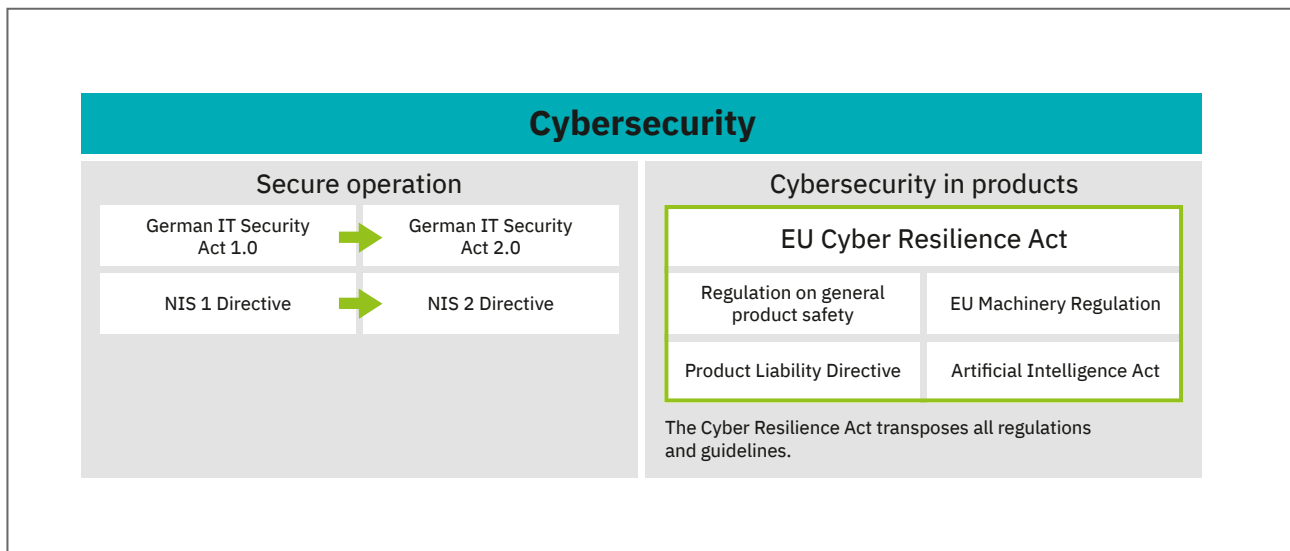 Cybersecurity
Secure operation
German IT Security
Act 1.0
German IT Security
Act 2.0
NIS 1 Directive
NIS 2 Directive
Cybersecurity in products
EU Cyber Resilience Act
Regulation on general
product safety
EU Machinery Regulation
Product Liability Directive
Artificial Intelligence Act
The Cyber Resilience Act transposes all regulations
and guidelines.